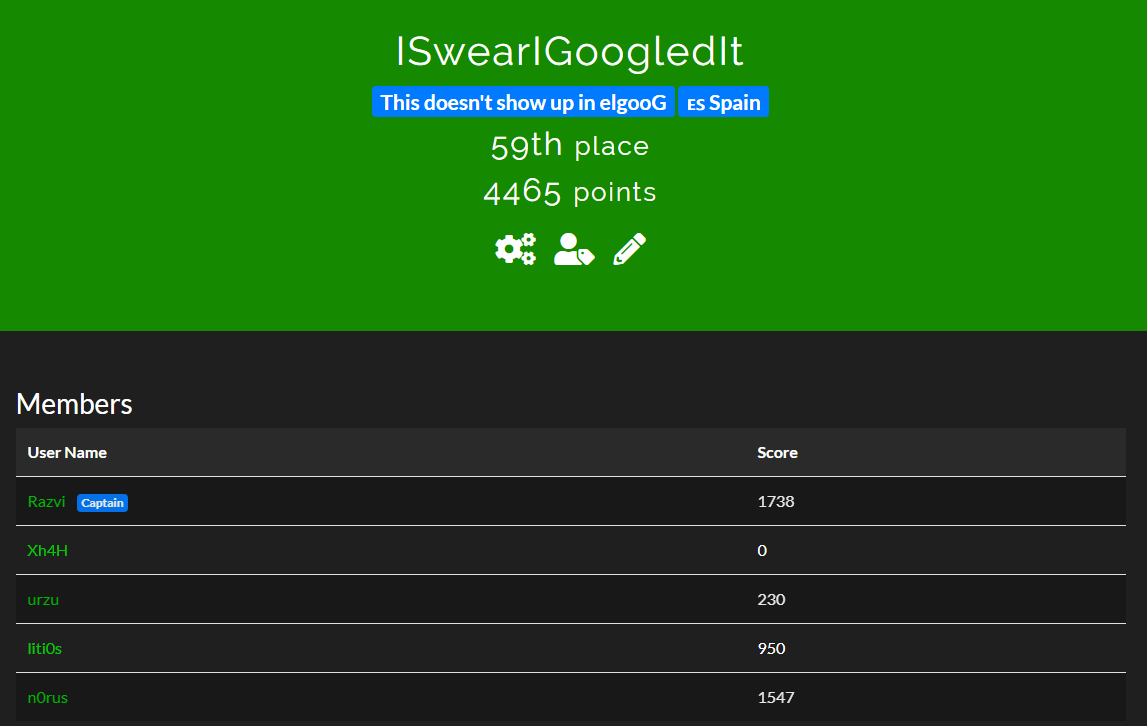 ISwearIGoogledIt
This doesn't show up in elgooG ES Spain
59th place
4465 points
Members
User Name Score
Razvi Captain 1738
Xh4H 0
urzu 230
liti0s 950
n0rus 1547